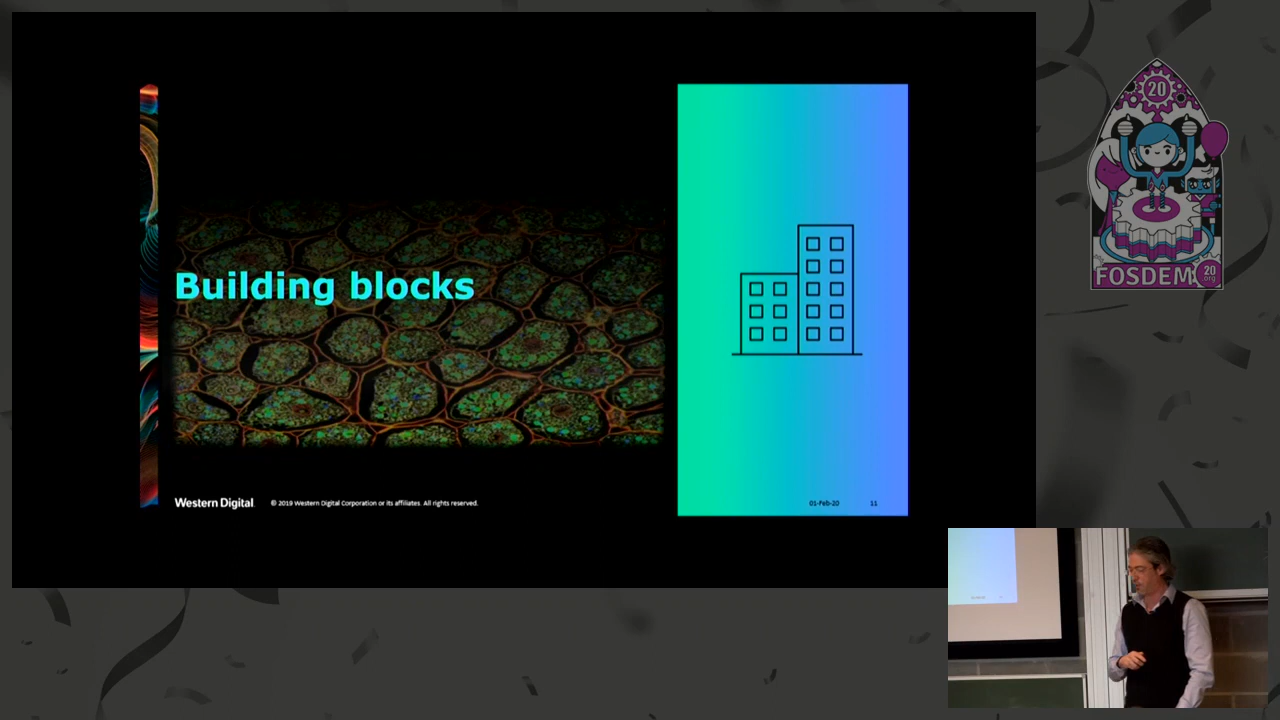 Building blocks
Western Digital. © 2019 Western Digital Corporation or its affiliates. All rights reserved.
01-Feb-20 11
20
FOSDEM
20
.org